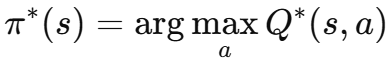 π*(s) = arg max_a Q*(s, a)